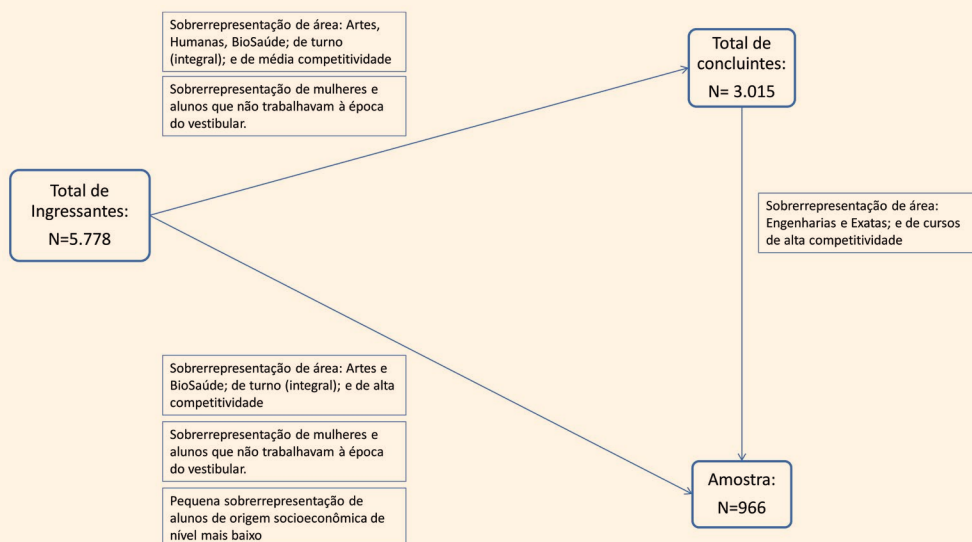 Sobrerrepresentação de área: Artes,
Humanas, BioSaúde; de turno
(integral); e de média competitividade
Sobrerrepresentação de mulheres e
alunos que não trabalhavam à época
do vestibular.
Total de
concluintes:
N= 3.015
Total de
Ingressantes:
N=5.778
Sobrerrepresentação de área:
Engenharias e Exatas; e de cursos
de alta competitividade
Sobrerrepresentação de área: Artes e
BioSaúde; de turno (integral); e de alta
competitividade
Sobrerrepresentação de mulheres e
alunos que não trabalhavam à época
do vestibular.
Pequena sobrerrepresentação de
alunos de origem socioeconômica de
nível mais baixo
Amostra:
N=966